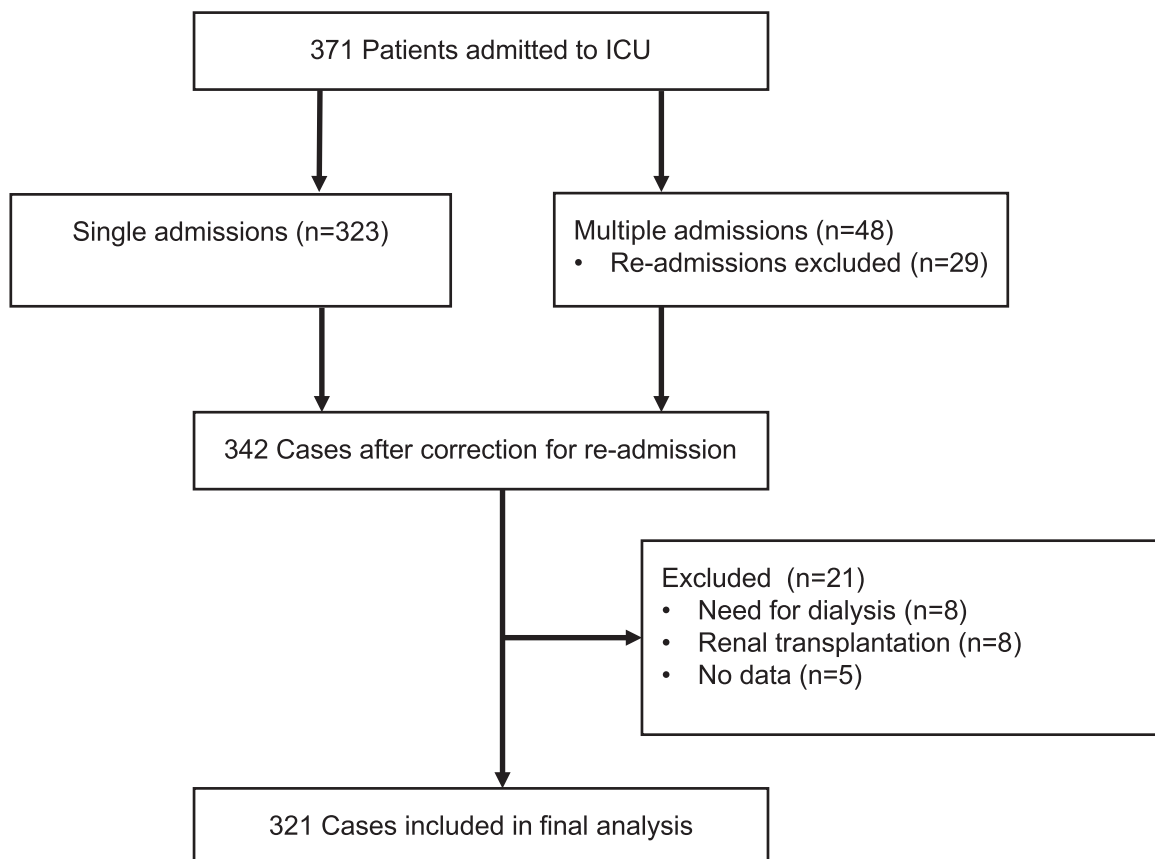 371 Patients admitted to ICU
Single admissions (n=323)
Multiple admissions (n=48)
• Re-admissions excluded (n=29)
342 Cases after correction for re-admission
Excluded (n=21)
• Need for dialysis (n=8)
• Renal transplantation (n=8)
• No data (n=5)
321 Cases included in final analysis